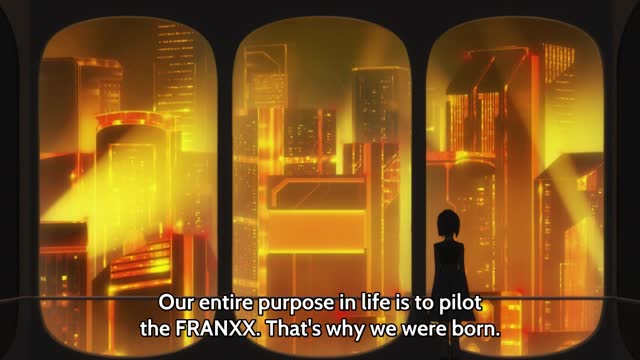 Our entire purpose in life is to pilot
the FRANXX. That's why we were born.